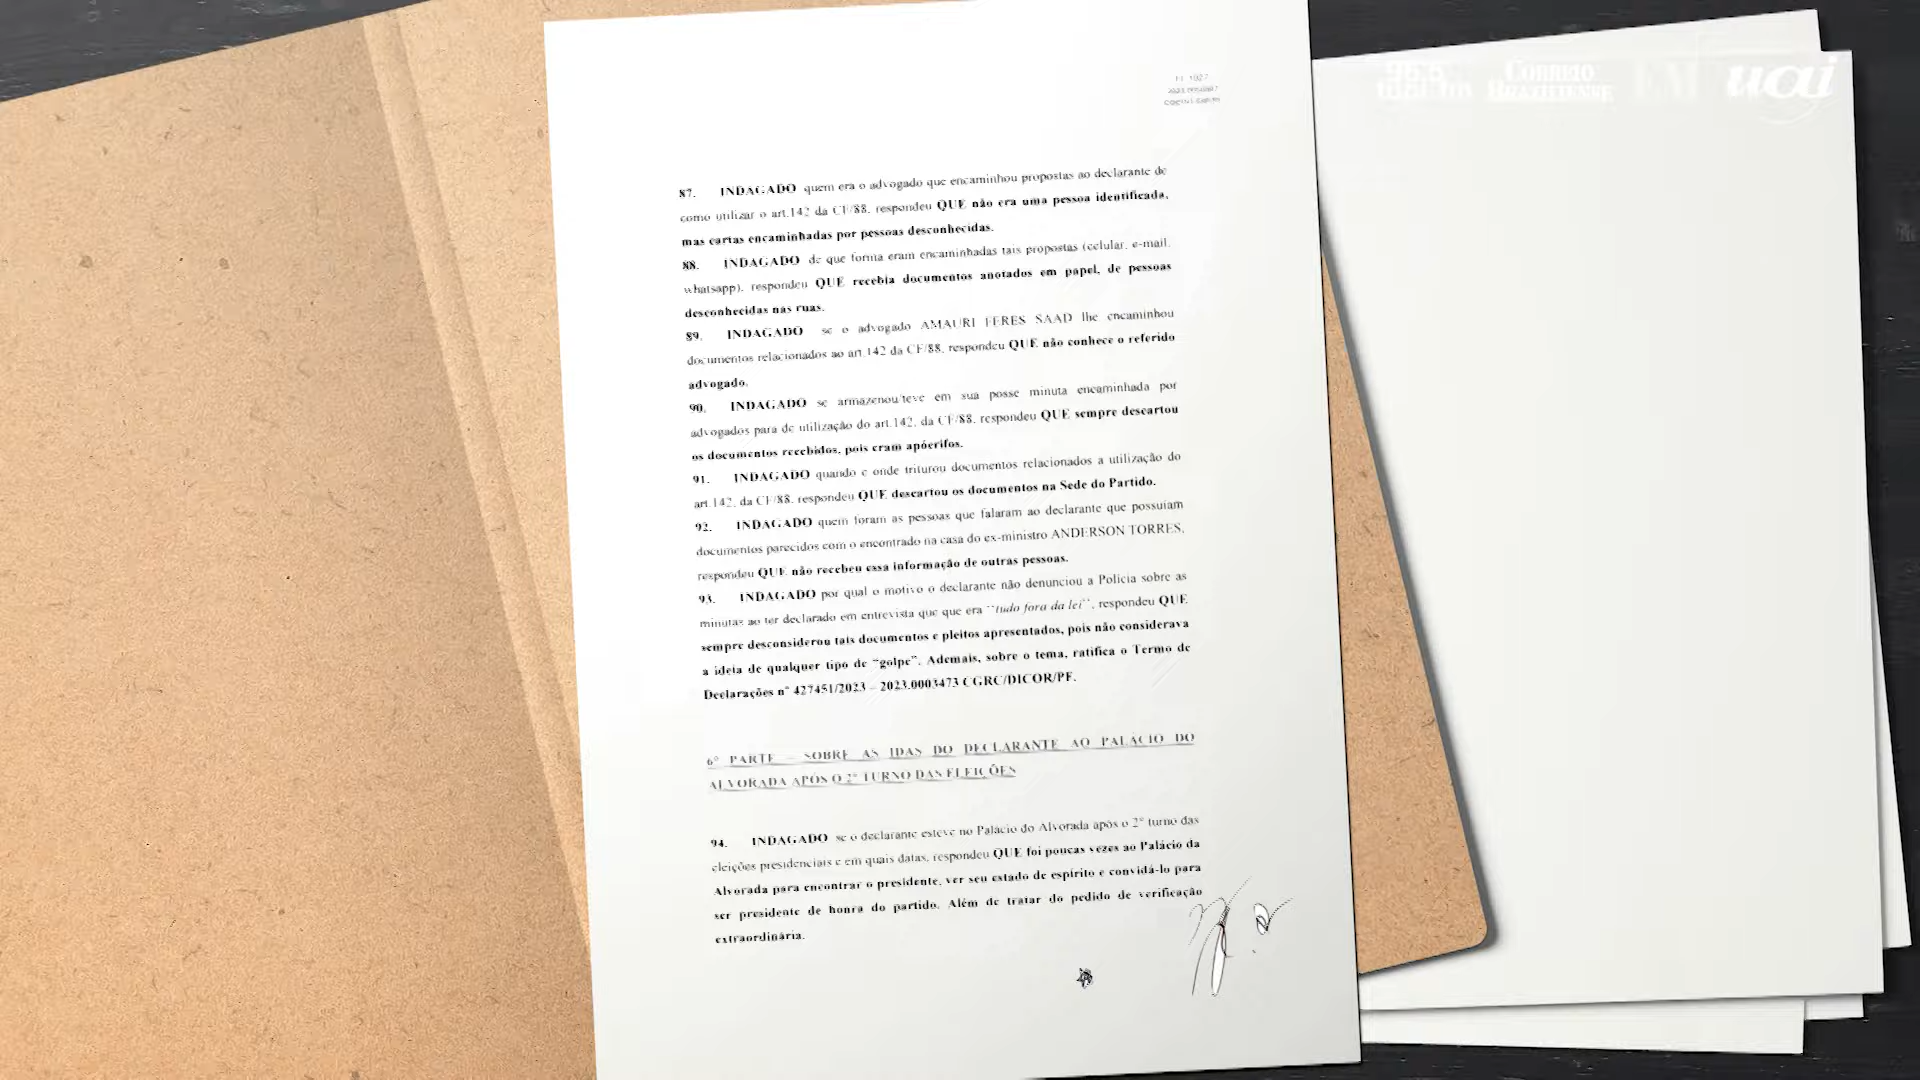 Fl. 1027
87. INDAGADO quem era o advogado que encaminhou propostas ao declarante de
como utilizar o art.142 da CF/88, respondeu QUE não era uma pessoa identificada,
mas cartas encaminhadas por pessoas desconhecidas.
88. INDAGADO de que forma eram encaminhadas tais propostas (celular, e-mail,
whatsapp), respondeu QUE recebia documentos anotados em papel, de pessoas
desconhecidas nas ruas.
89. INDAGADO se o advogado AMAURI FERES SAAD lhe encaminhou
documentos relacionados ao art.142 da CF/88, respondeu QUE não conhece o referido
advogado.
90. INDAGADO se armazenou/teve em sua posse minuta encaminhada por
advogados para de utilização do art.142, da CF/88, respondeu QUE sempre descartou
os documentos recebidos, pois eram apócrifos.
91. INDAGADO quando e onde triturou documentos relacionados a utilização do
art.142, da CF/88, respondeu QUE descartou os documentos na Sede do Partido.
92. INDAGADO quem foram as pessoas que falaram ao declarante que possuíam
documentos parecidos com o encontrado na casa do ex-ministro ANDERSON TORRES,
respondeu QUE não recebeu essa informação de outras pessoas.
93. INDAGADO por qual o motivo o declarante não denunciou a Polícia sobre as
minutas ao ter declarado em entrevista que que era ``tudo fora da lei``, respondeu QUE
sempre desconsiderou tais documentos e pleitos apresentados, pois não considerava
a ideia de qualquer tipo de “golpe”. Ademais, sobre o tema, ratifica o Termo de
Declarações nº 427451/2023 – 2023.0003473 CGRC/DICOR/PF.
6º PARTE – SOBRE AS IDAS DO DECLARANTE AO PALÁCIO DO
ALVORADA APÓS O 2º TURNO DAS ELEIÇÕES
94. INDAGADO se o declarante esteve no Palácio do Alvorada após o 2º turno das
eleições presidenciais e em quais datas, respondeu QUE foi poucas vezes ao Palácio da
Alvorada para encontrar o presidente, ver seu estado de espírito e convidá-lo para
ser presidente de honra do partido. Além de tratar do pedido de verificação
extraordinária.
CORREIO
BRAZILIENSE
EM
uai